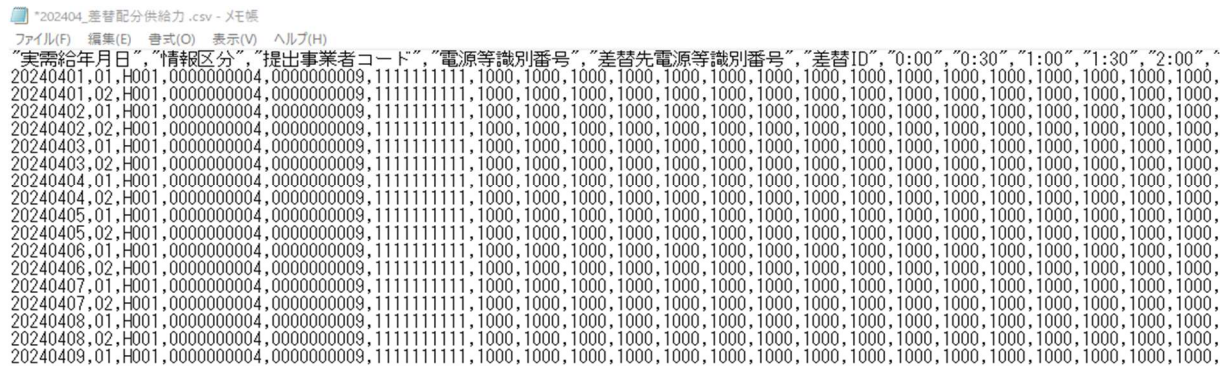 *202404_差替配分供給力.csv - メモ帳
ファイル(F) 編集(E) 書式(O) 表示(V) ヘルプ(H)
"実需給年月日","情報区分","提出事業者コード","電源等識別番号","差替先電源等識別番号","差替ID","0:00","0:30","1:00","1:30","2:00","
20240401,01,H001,0000000004,0000000009,1111111111,1000,1000,1000,1000,1000,1000,1000,1000,1000,1000,1000,1000,1000,1000,1000,1000,
20240401,02,H001,0000000004,0000000009,1111111111,1000,1000,1000,1000,1000,1000,1000,1000,1000,1000,1000,1000,1000,1000,1000,1000,
20240402,01,H001,0000000004,0000000009,1111111111,1000,1000,1000,1000,1000,1000,1000,1000,1000,1000,1000,1000,1000,1000,1000,1000,
20240402,02,H001,0000000004,0000000009,1111111111,1000,1000,1000,1000,1000,1000,1000,1000,1000,1000,1000,1000,1000,1000,1000,1000,
20240403,01,H001,0000000004,0000000009,1111111111,1000,1000,1000,1000,1000,1000,1000,1000,1000,1000,1000,1000,1000,1000,1000,1000,
20240403,02,H001,0000000004,0000000009,1111111111,1000,1000,1000,1000,1000,1000,1000,1000,1000,1000,1000,1000,1000,1000,1000,1000,
20240404,01,H001,0000000004,0000000009,1111111111,1000,1000,1000,1000,1000,1000,1000,1000,1000,1000,1000,1000,1000,1000,1000,1000,
20240404,02,H001,0000000004,0000000009,1111111111,1000,1000,1000,1000,1000,1000,1000,1000,1000,1000,1000,1000,1000,1000,1000,1000,
20240405,01,H001,0000000004,0000000009,1111111111,1000,1000,1000,1000,1000,1000,1000,1000,1000,1000,1000,1000,1000,1000,1000,1000,
20240405,02,H001,0000000004,0000000009,1111111111,1000,1000,1000,1000,1000,1000,1000,1000,1000,1000,1000,1000,1000,1000,1000,1000,
20240406,01,H001,0000000004,0000000009,1111111111,1000,1000,1000,1000,1000,1000,1000,1000,1000,1000,1000,1000,1000,1000,1000,1000,
20240406,02,H001,0000000004,0000000009,1111111111,1000,1000,1000,1000,1000,1000,1000,1000,1000,1000,1000,1000,1000,1000,1000,1000,
20240407,01,H001,0000000004,0000000009,1111111111,1000,1000,1000,1000,1000,1000,1000,1000,1000,1000,1000,1000,1000,1000,1000,1000,
20240407,02,H001,0000000004,0000000009,1111111111,1000,1000,1000,1000,1000,1000,1000,1000,1000,1000,1000,1000,1000,1000,1000,1000,
20240408,01,H001,0000000004,0000000009,1111111111,1000,1000,1000,1000,1000,1000,1000,1000,1000,1000,1000,1000,1000,1000,1000,1000,
20240408,02,H001,0000000004,0000000009,1111111111,1000,1000,1000,1000,1000,1000,1000,1000,1000,1000,1000,1000,1000,1000,1000,1000,
20240409,01,H001,0000000004,0000000009,1111111111,1000,1000,1000,1000,1000,1000,1000,1000,1000,1000,1000,1000,1000,1000,1000,1000,